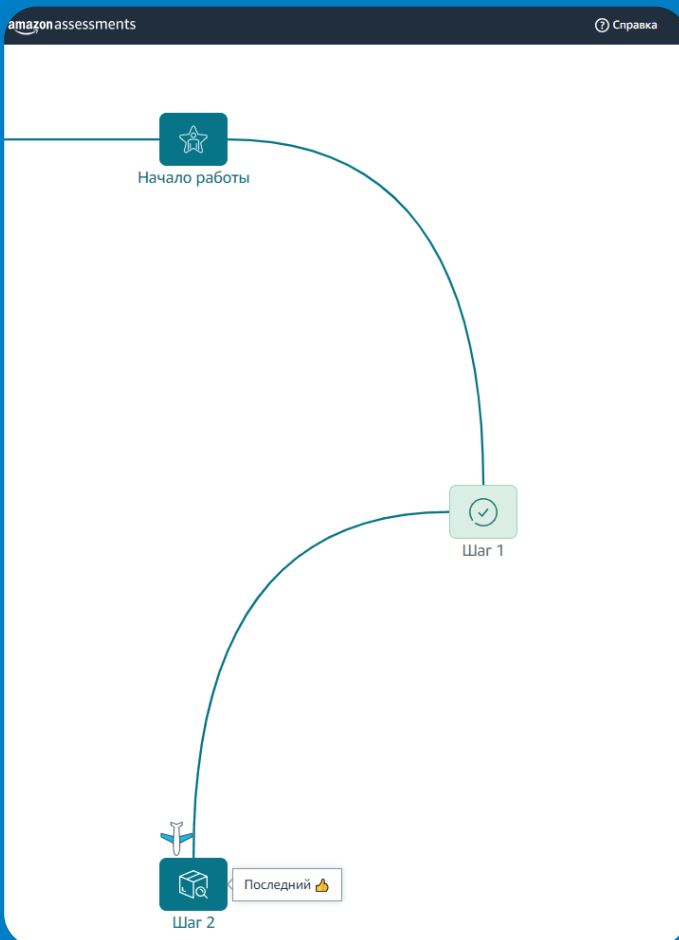 amazon assessments
Справка
Начало работы
Шаг 1
Последний 👍
Шаг 2